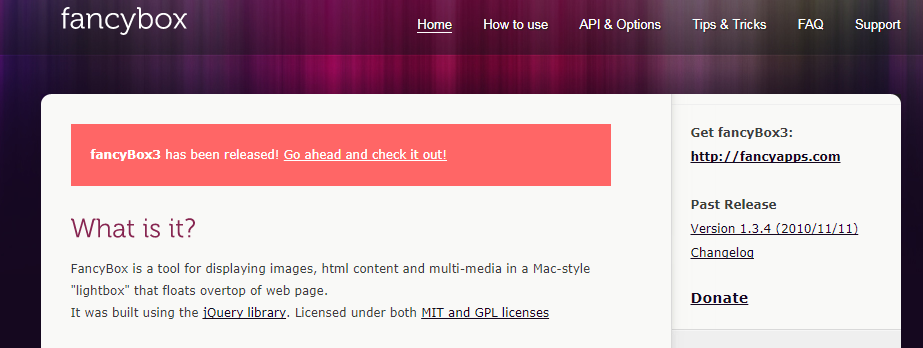 fancybox
Home How to use API & Options Tips & Tricks FAQ Support
fancyBox3 has been released! Go ahead and check it out!
What is it?
FancyBox is a tool for displaying images, html content and multi-media in a Mac-style
"lightbox" that floats overtop of web page.
It was built using the jQuery library. Licensed under both MIT and GPL licenses
Get fancyBox3:
http://fancyapps.com
Past Release
Version 1.3.4 (2010/11/11)
Changelog
Donate